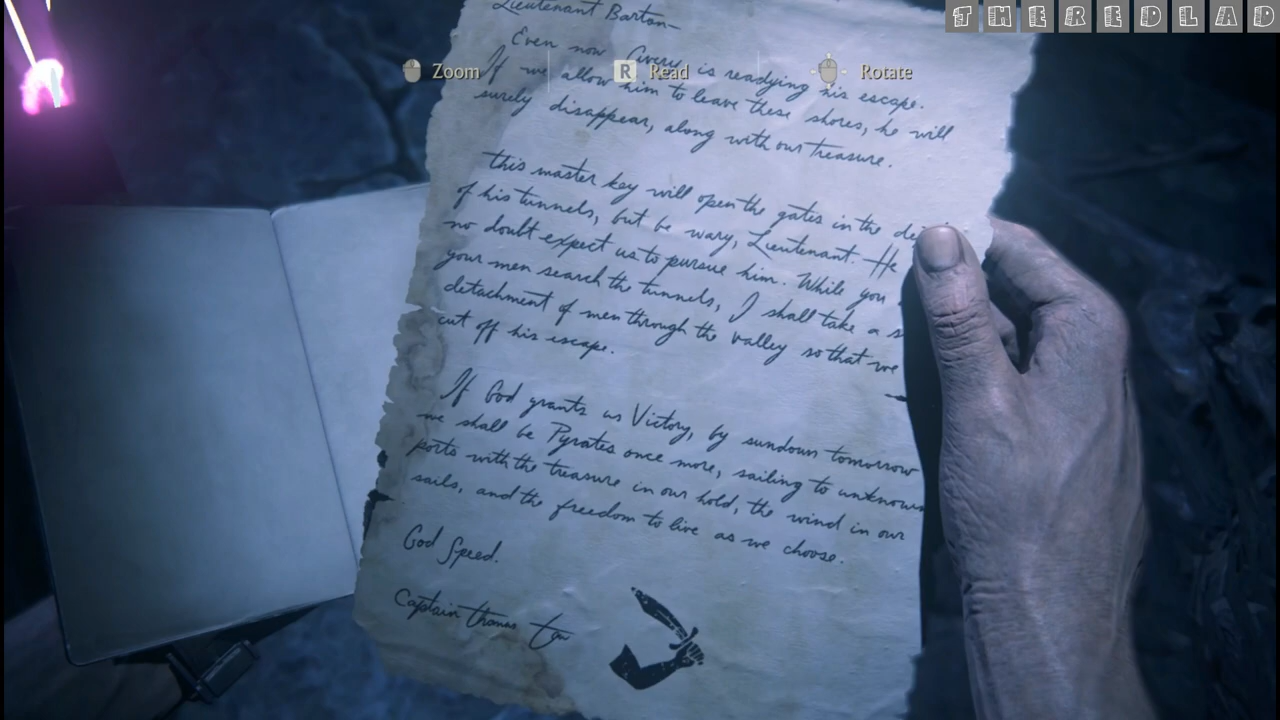 THEREDLAD
Zoom
Read
Rotate
Lieutenant Barton—
Even now Avery is readying his escape.
If we allow him to leave these shores, he will
surely disappear, along with our treasure.
This master key will open the gates in the
of his tunnels, but be wary, Lieutenant. He
no doubt expect us to pursue him. While you
your men search the tunnels, I shall take a
detachment of men through the valley so that we
cut off his escape.
If God grants us Victory, by sundown tomorrow
we shall be Pyrates once more, sailing to unknown
ports with the treasure in our hold, the wind in our
sails, and the freedom to live as we choose.
God Speed.
Captain Thomas Tew